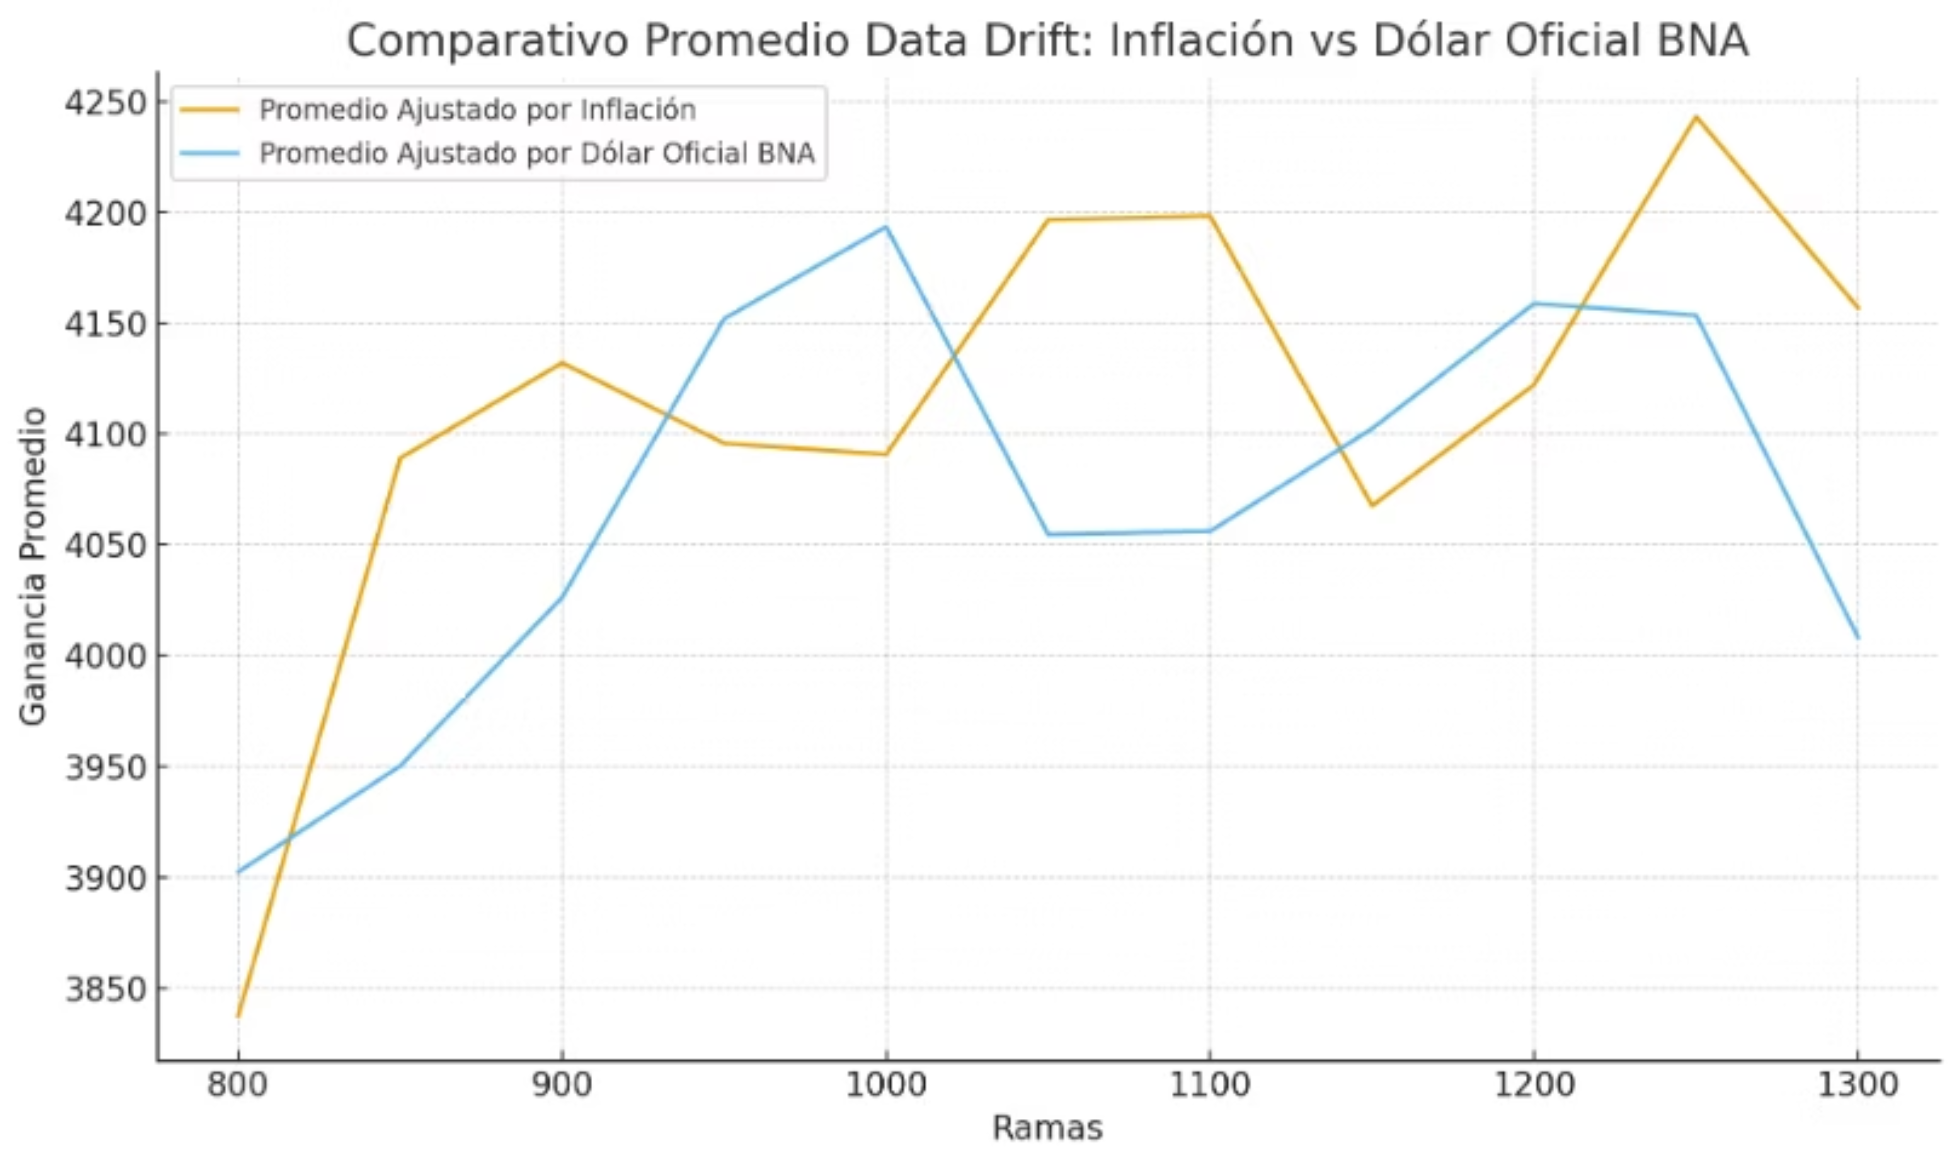 Comparativo Promedio Data Drift: Inflación vs Dólar Oficial BNA
Promedio Ajustado por Inflación
Promedio Ajustado por Dólar Oficial BNA
Ganancia Promedio
4250
4200
4150
4100
4050
4000
3950
3900
3850
800 900 1000 1100 1200 1300
Ramas